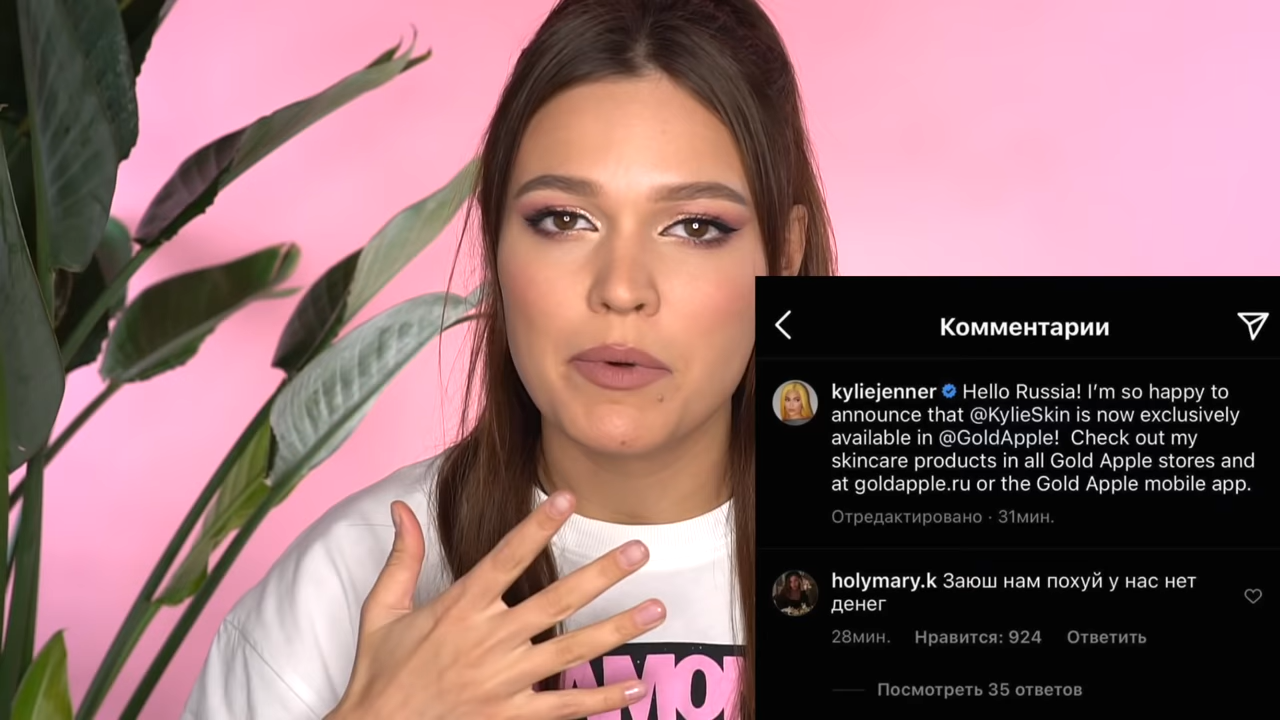 Комментарии
kyliejenner Hello Russia! I'm so happy to
announce that @KylieSkin is now exclusively
available in @GoldApple! Check out my
skincare products in all Gold Apple stores and
at goldapple.ru or the Gold Apple mobile app.
Отредактировано · 31мин.
holymary.k Заюш нам похуй у нас нет
денег
28мин. Нравится: 924 Ответить
Посмотреть 35 ответов